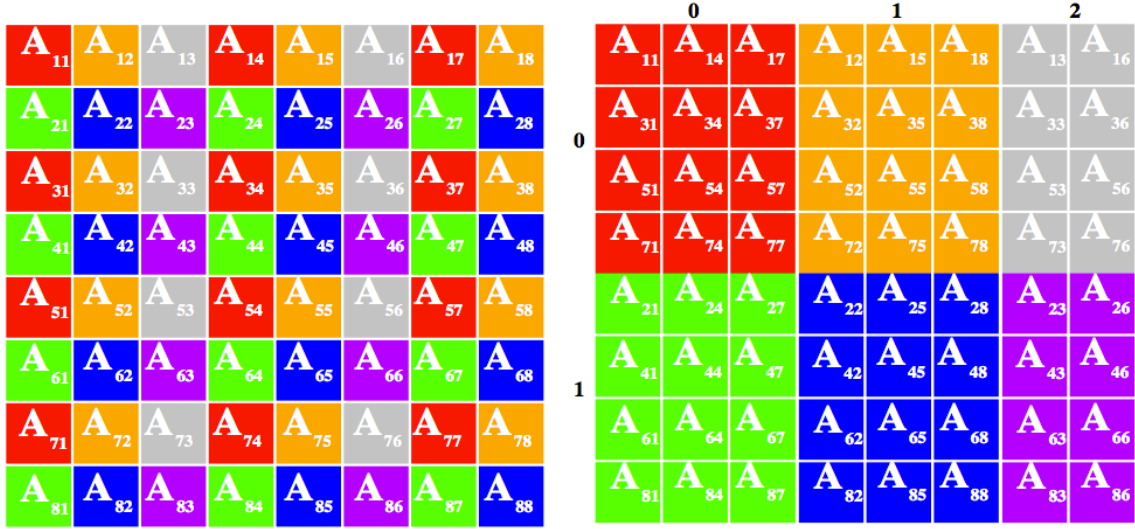 0 1 2
A11 A12 A13 A14 A15 A16 A17 A18 A11 A14 A17 A12 A15 A18 A13 A16
A21 A22 A23 A24 A25 A26 A27 A28 A31 A34 A37 A32 A35 A38 A33 A36
0
A31 A32 A33 A34 A35 A36 A37 A38 A51 A54 A57 A52 A55 A58 A53 A56
A41 A42 A43 A44 A45 A46 A47 A48 A71 A74 A77 A72 A75 A78 A73 A76
A51 A52 A53 A54 A55 A56 A57 A58 A21 A24 A27 A22 A25 A28 A23 A26
A61 A62 A63 A64 A65 A66 A67 A68 A41 A44 A47 A42 A45 A48 A43 A46
1
A71 A72 A73 A74 A75 A76 A77 A78 A61 A64 A67 A62 A65 A68 A63 A66
A81 A82 A83 A84 A85 A86 A87 A88 A81 A84 A87 A82 A85 A88 A83 A86